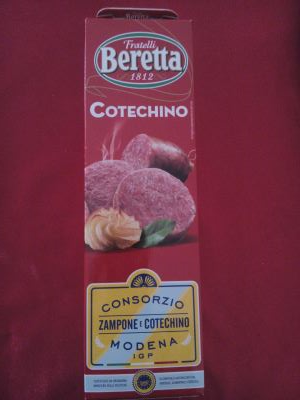 Fratelli
Beretta
1812
COTECHINO
CONSORZIO
ZAMPONE E COTECHINO
MODENA
IGP